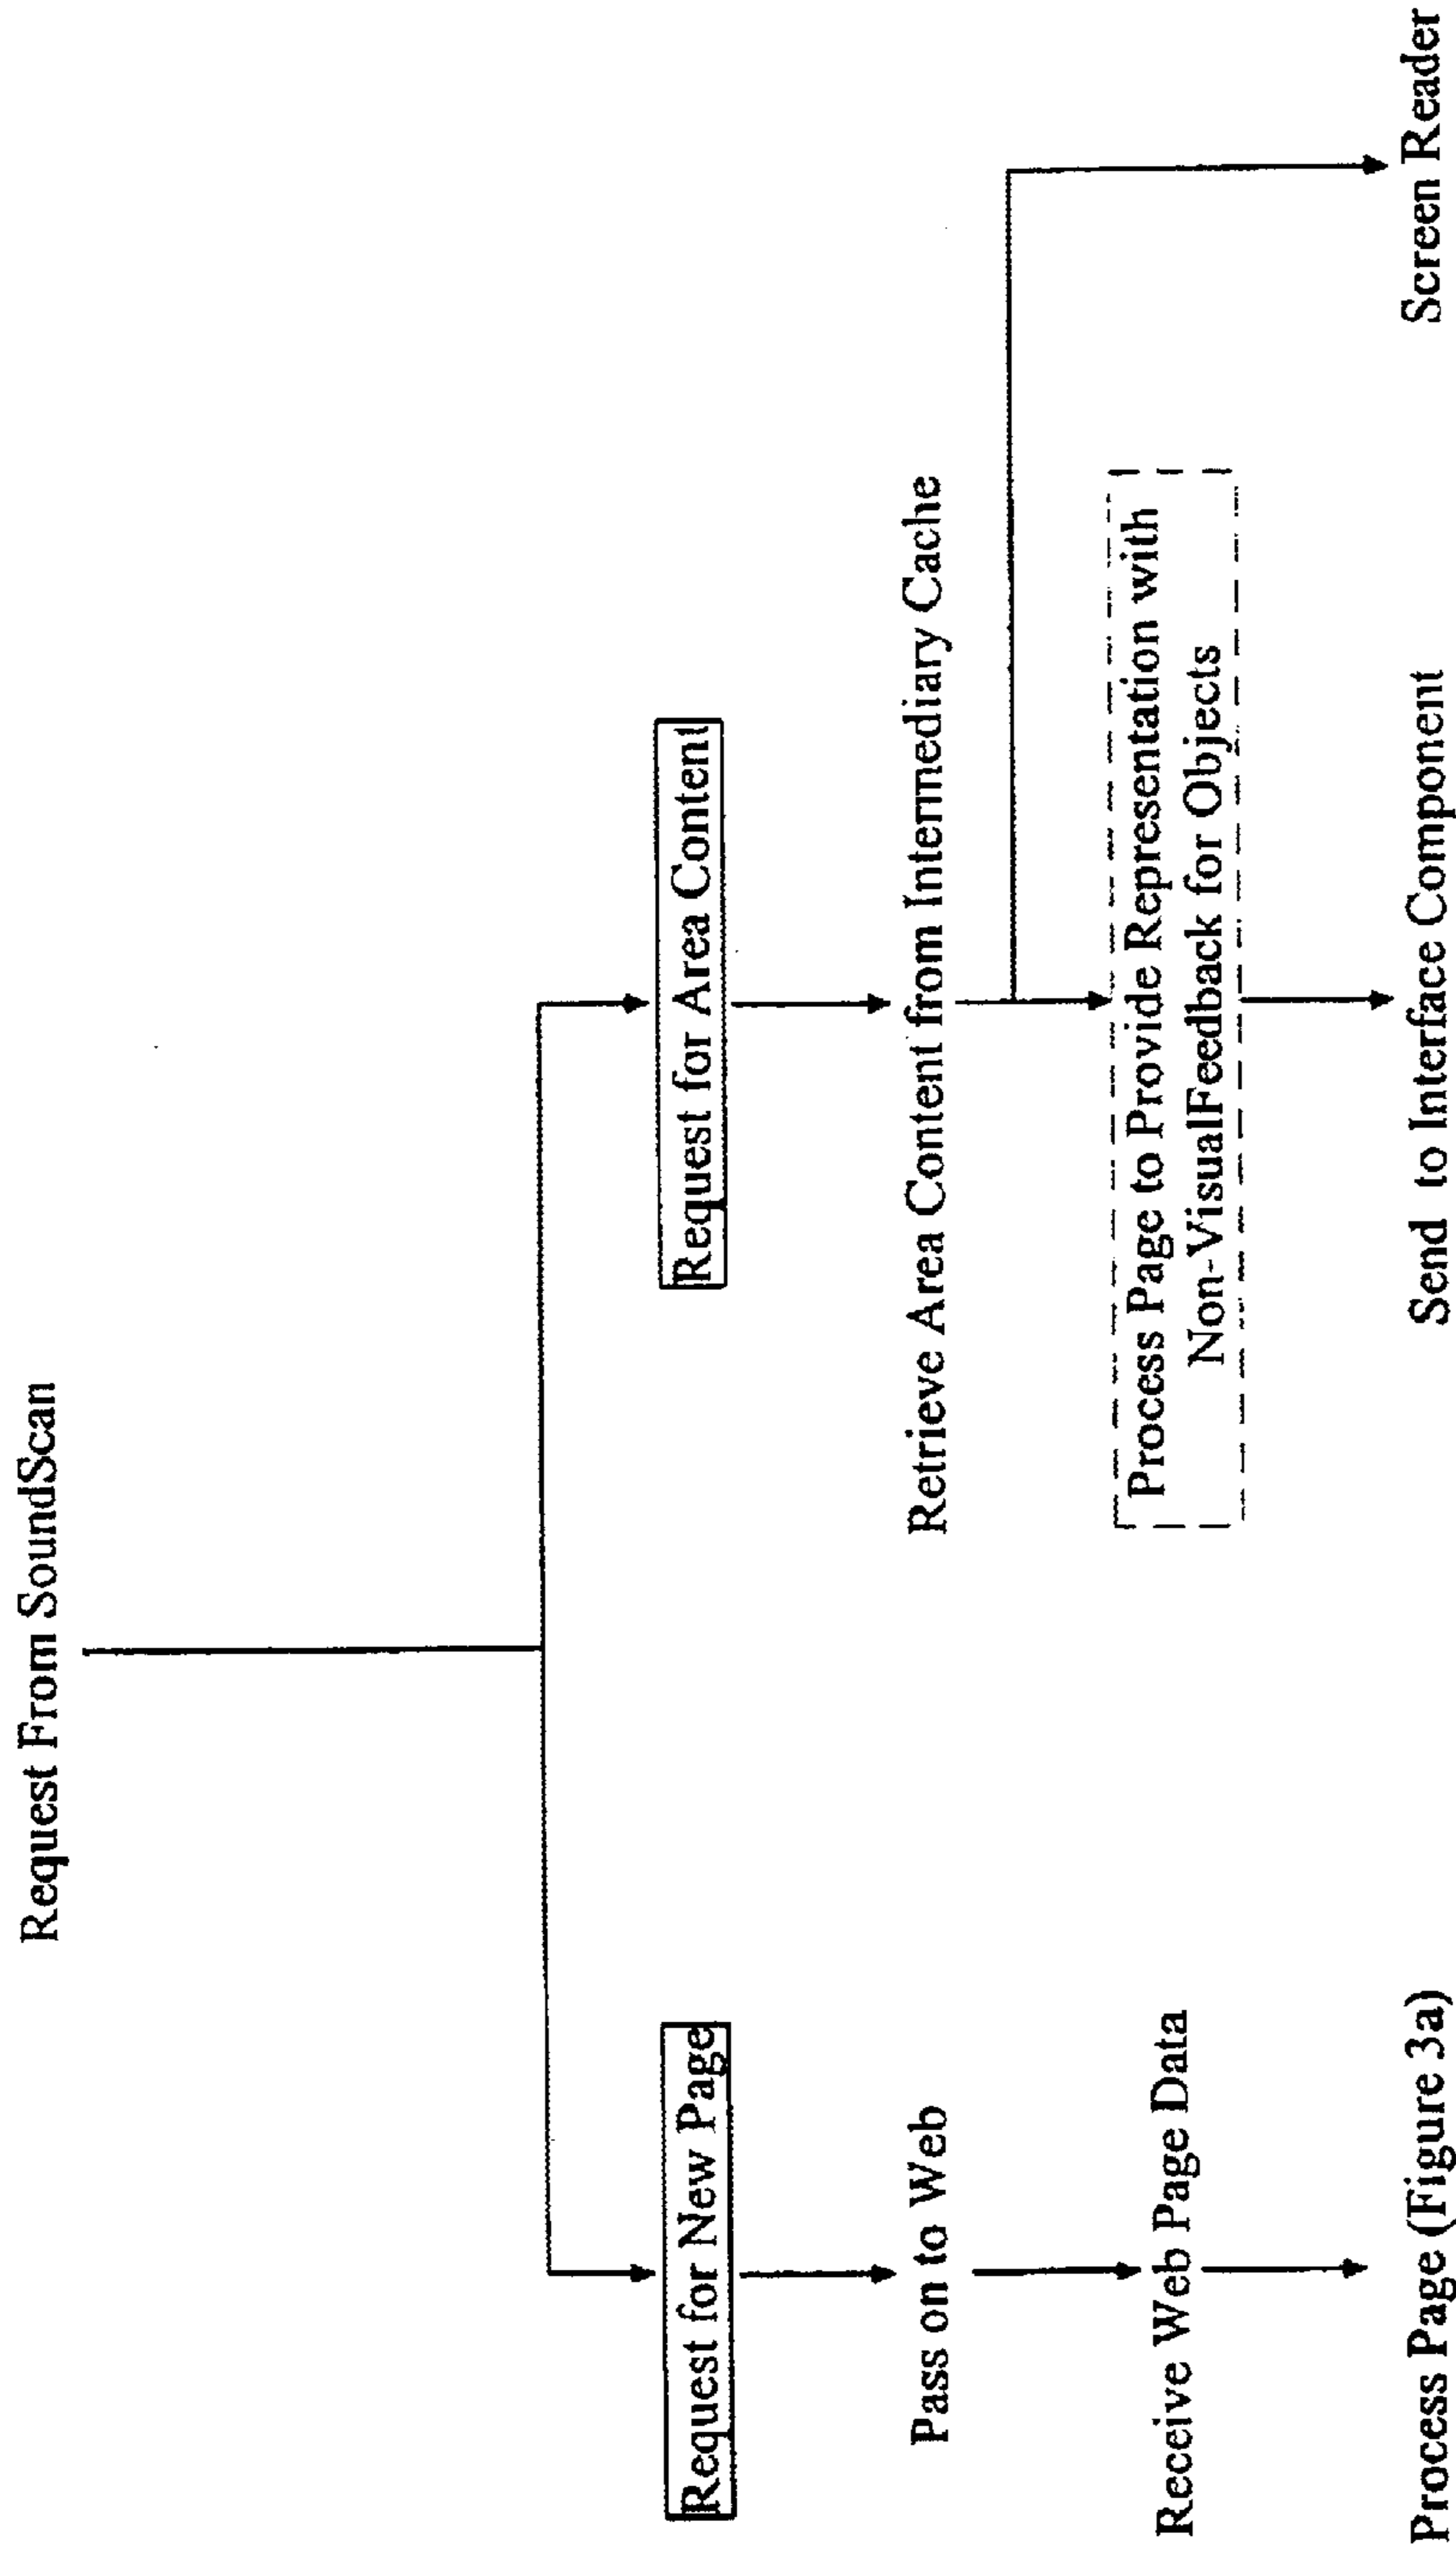 Request From SoundScan
Request for New Page
Request for Area Content
Pass on to Web
Retrieve Area Content from Intermediary Cache
Receive Web Page Data
Process Page to Provide Representation with
Non-VisualFeedback for Objects
Process Page (Figure 3a)
Send to Interface Component
Screen Reader